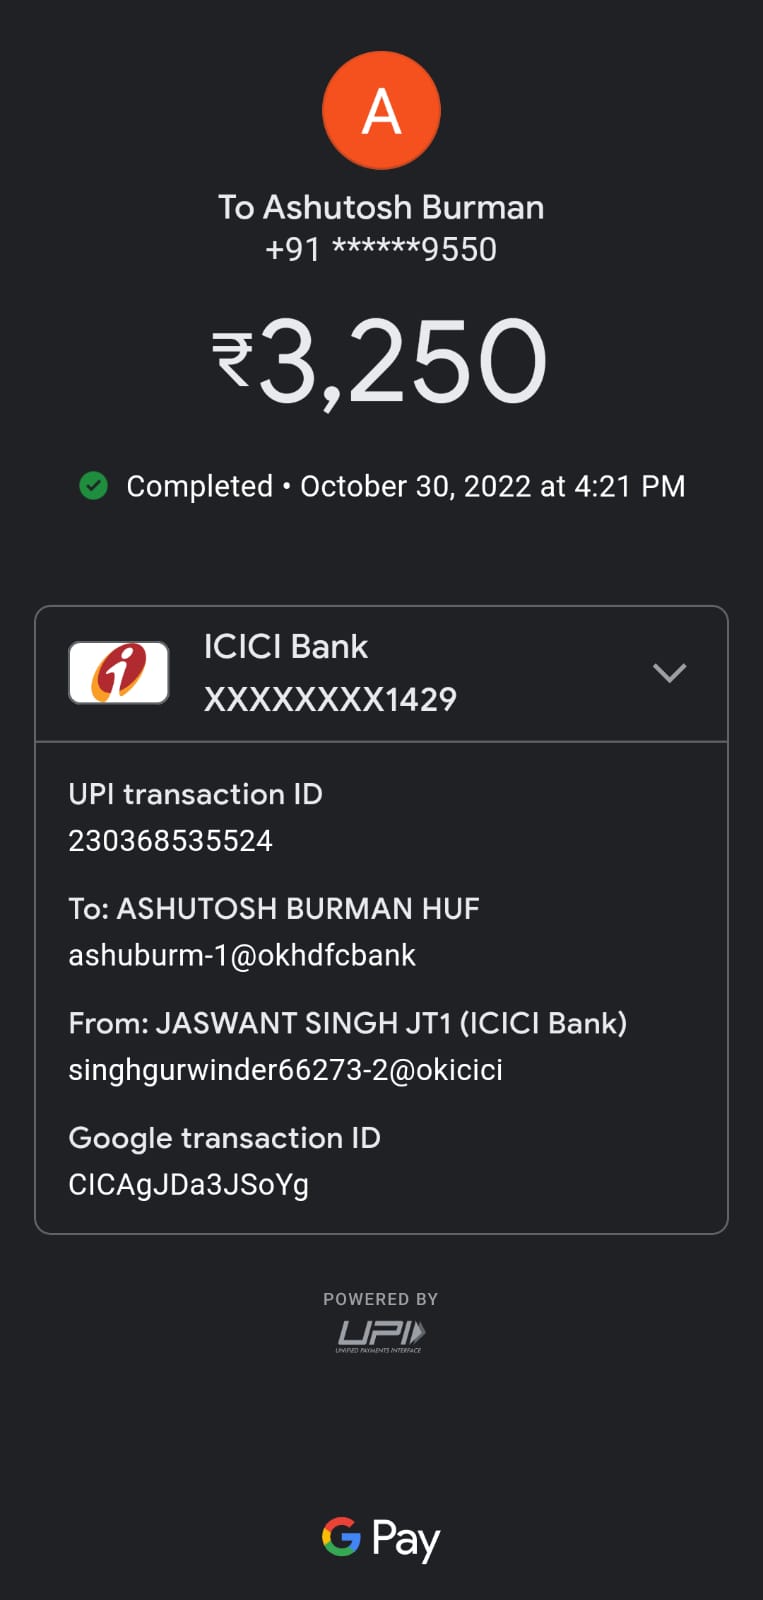 A
To Ashutosh Burman
+91 ******9550
₹3,250
Completed • October 30, 2022 at 4:21 PM
ICICI Bank
XXXXXXXX1429
UPI transaction ID
230368535524
To: ASHUTOSH BURMAN HUF
ashuburm-1@okhdfcbank
From: JASWANT SINGH JT1 (ICICI Bank)
singhgurwinder66273-2@okicici
Google transaction ID
CICAgJDa3JSoYg
POWERED BY
UPI
UNIFIED PAYMENTS INTERFACE
G Pay